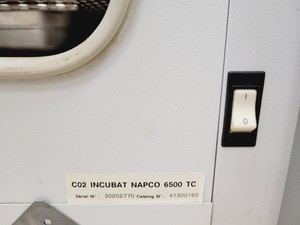 C02 INCUBAT NAPCO 6500 TC
Serial N°. 30202770 Catalog N°. 41300160
I
O